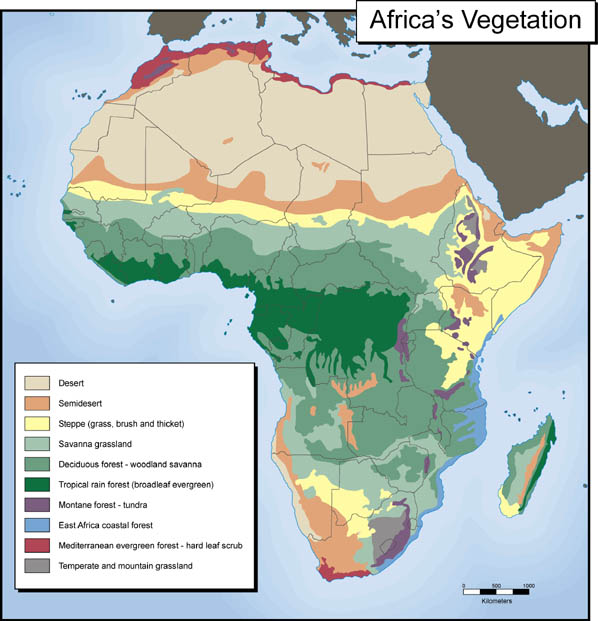 Africa's Vegetation
Desert
Semidesert
Steppe (grass, brush and thicket)
Savanna grassland
Deciduous forest - woodland savanna
Tropical rain forest (broadleaf evergreen)
Montane forest - tundra
East Africa coastal forest
Mediterranean evergreen forest - hard leaf scrub
Temperate and mountain grassland
0 500 1000
Kilometers